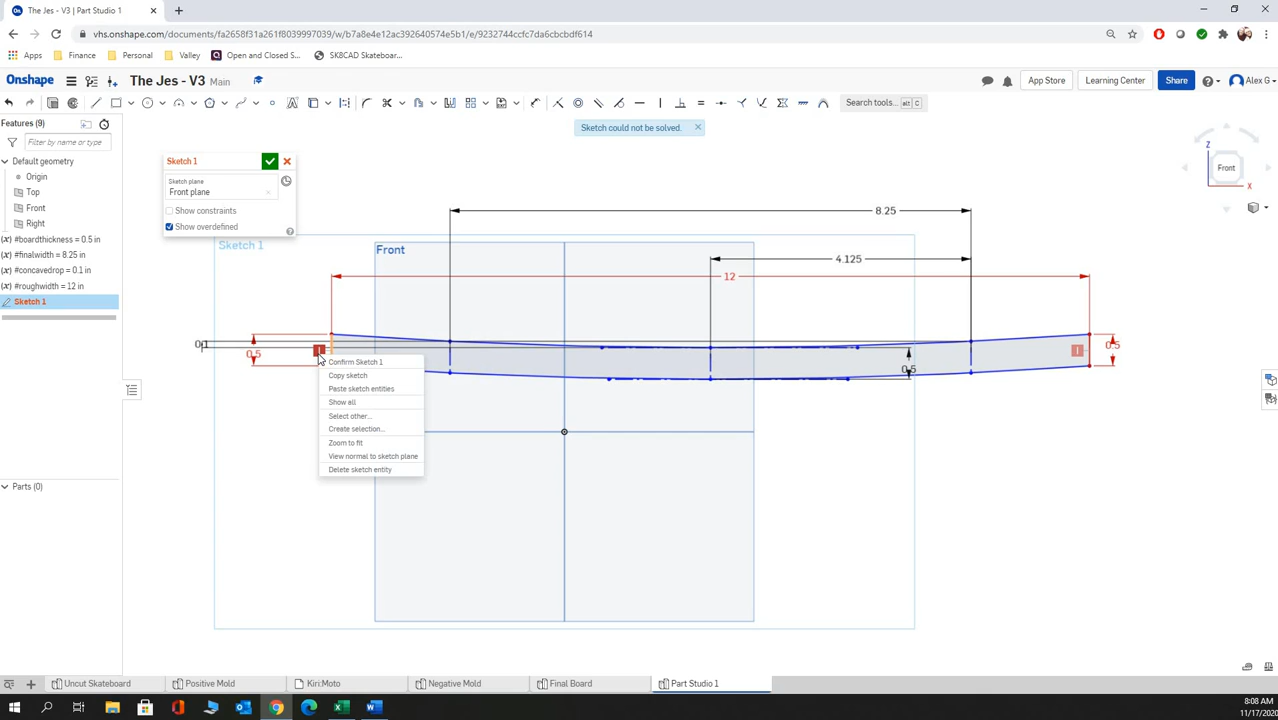 The Jes - V3 | Part Studio 1
vhs.onshape.com/documents/fa2658f31a261f8039997039/w/b7a8e4e12ac392640574e5b1/e/9232744ccfc7da6cbcbdf614
Apps
Finance
Personal
Valley
Open and Closed S...
SK8CAD Skateboar...
Onshape
The Jes - V3 Main
App Store
Learning Center
Share
Alex G
Search tools... alt C
Features (9)
Sketch could not be solved.
Filter by name or type
Default geometry
Origin
Top
Front
Right
(x) #boardthickness = 0.5 in
(x) #finalwidth = 8.25 in
(x) #concavedrop = 0.1 in
(x) #roughwidth = 12 in
Sketch 1
Parts (0)
Sketch 1
Sketch plane
Front plane
Show constraints
Show overdefined
Sketch 1
Front
Z
Front
X
8.25
4.125
12
0.5
0.5
0.5
Confirm Sketch 1
Copy sketch
Paste sketch entities
Show all
Select other...
Create selection...
Zoom to fit
View normal to sketch plane
Delete sketch entity
Uncut Skateboard
Positive Mold
Kiri:Moto
Negative Mold
Final Board
Part Studio 1
8:08 AM
11/17/2020